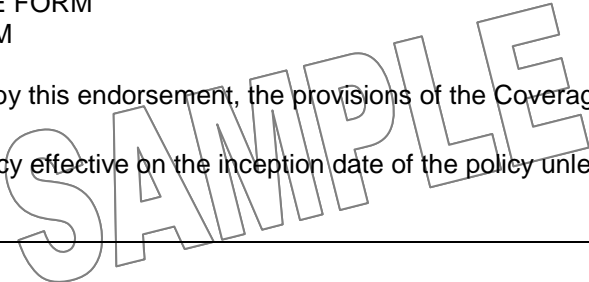 FORM
by this endorsement, the provisions of the Coverag
effective on the inception date of the policy unle
SAMPLE